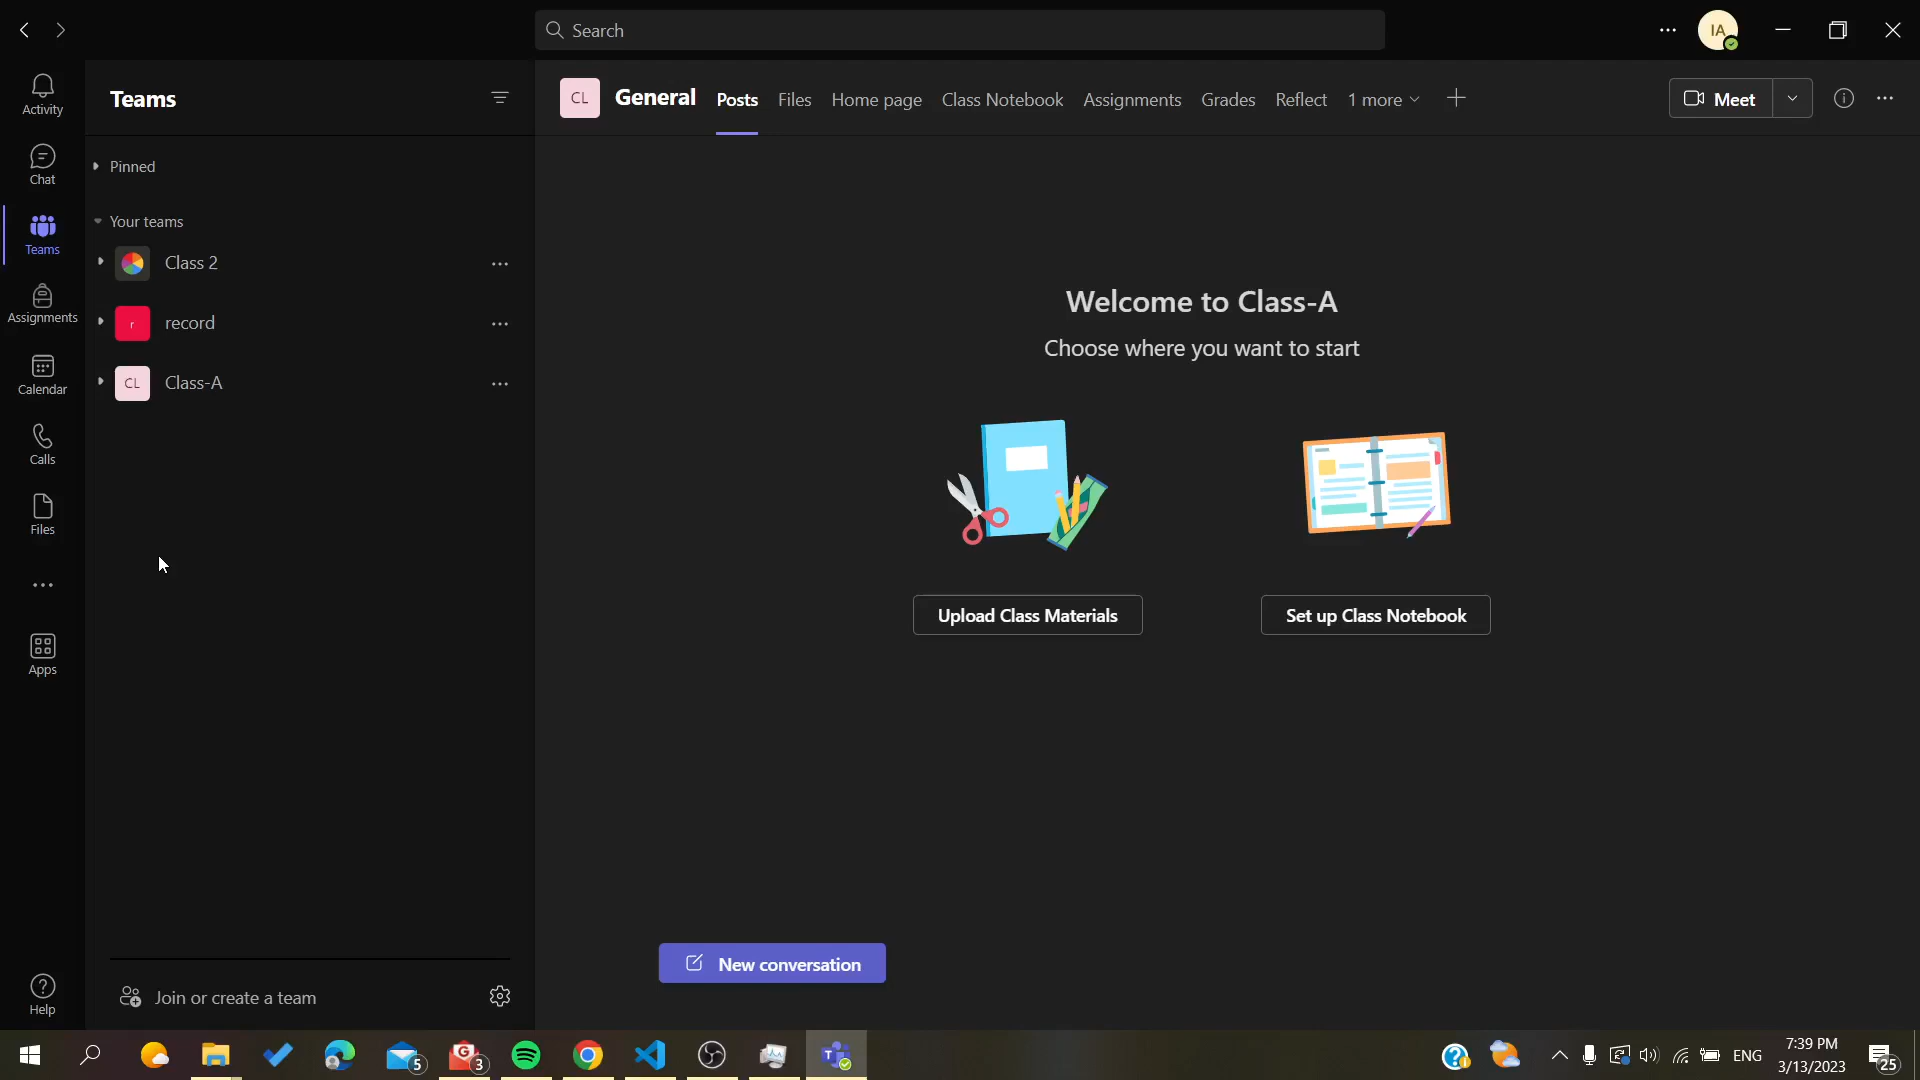 Search
IA
Activity
Chat
Teams
Assignments
Calendar
Calls
Files
Apps
Help
Teams
Pinned
Your teams
Class 2
r record
CL Class-A
Join or create a team
CL General Posts Files Home page Class Notebook Assignments Grades Reflect 1 more
Meet
Welcome to Class-A
Choose where you want to start
Upload Class Materials
Set up Class Notebook
New conversation
5
3
ENG
7:39 PM
3/13/2023
25